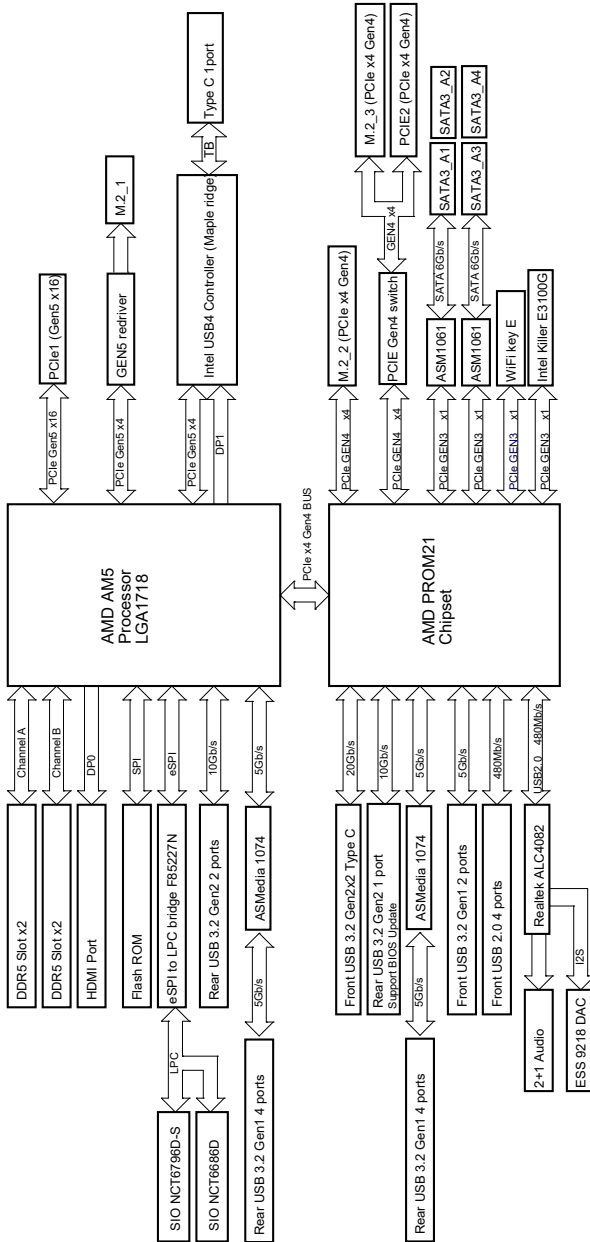 DDR5 Slot x2
Channel A
DDR5 Slot x2
Channel B
HDMI Port
DP0
Flash ROM
SPI
eSPI to LPC bridge F85227N
eSPI
LPC
SIO NCT6796D-S
SIO NCT6686D
Rear USB 3.2 Gen2 2 ports
10Gb/s
Rear USB 3.2 Gen1 4 ports
5Gb/s
ASMedia 1074
5Gb/s
AMD AM5
Processor
LGA1718
PCIe Gen5 x16
PCIe1 (Gen5 x16)
PCIe Gen5 x4
GEN5 redriver
M.2_1
PCIe Gen5 x4
DP1
Intel USB4 Controller (Maple ridge)
TB
Type C 1port
PCIe x4 Gen4 BUS
Front USB 3.2 Gen2x2 Type C
20Gb/s
Rear USB 3.2 Gen2 1 port
Support BIOS Update
10Gb/s
Rear USB 3.2 Gen1 4 ports
5Gb/s
ASMedia 1074
5Gb/s
Front USB 3.2 Gen1 2 ports
5Gb/s
Front USB 2.0 4 ports
480Mb/s
2+1 Audio
Realtek ALC4082
USB2.0 480Mb/s
I2S
ESS 9218 DAC
AMD PROM21
Chipset
PCIe GEN4 x4
M.2_2 (PCIe x4 Gen4)
PCIe GEN4 x4
PCIE Gen4 switch
GEN4 x4
M.2_3 (PCIe x4 Gen4)
PCIE2 (PCIe x4 Gen4)
PCIe GEN3 x1
ASM1061
SATA 6Gb/s
SATA3_A1
SATA3_A2
PCIe GEN3 x1
ASM1061
SATA 6Gb/s
SATA3_A3
SATA3_A4
PCIe GEN3 x1
WiFi key E
PCIe GEN3 x1
Intel Killer E3100G